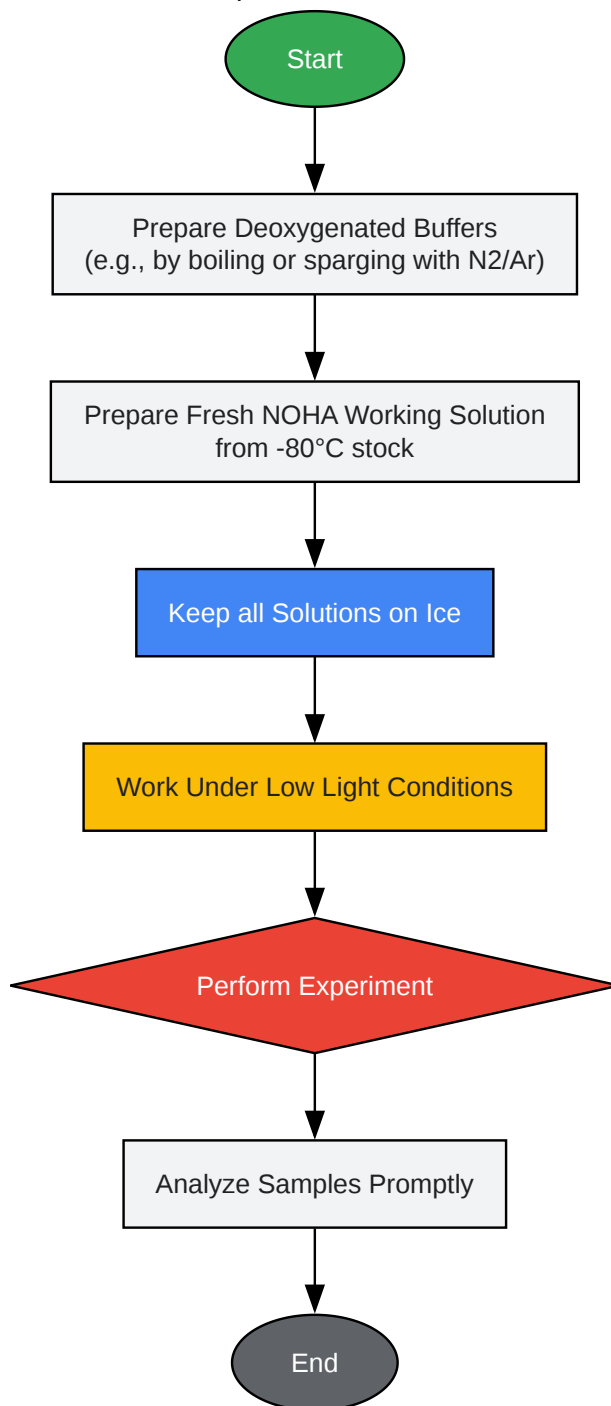 Start
Prepare Deoxygenated Buffers
(e.g., by boiling or sparging with N2/Ar)
Prepare Fresh NOHA Working Solution
from -80°C stock
Keep all Solutions on Ice
Work Under Low Light Conditions
Perform Experiment
Analyze Samples Promptly
End